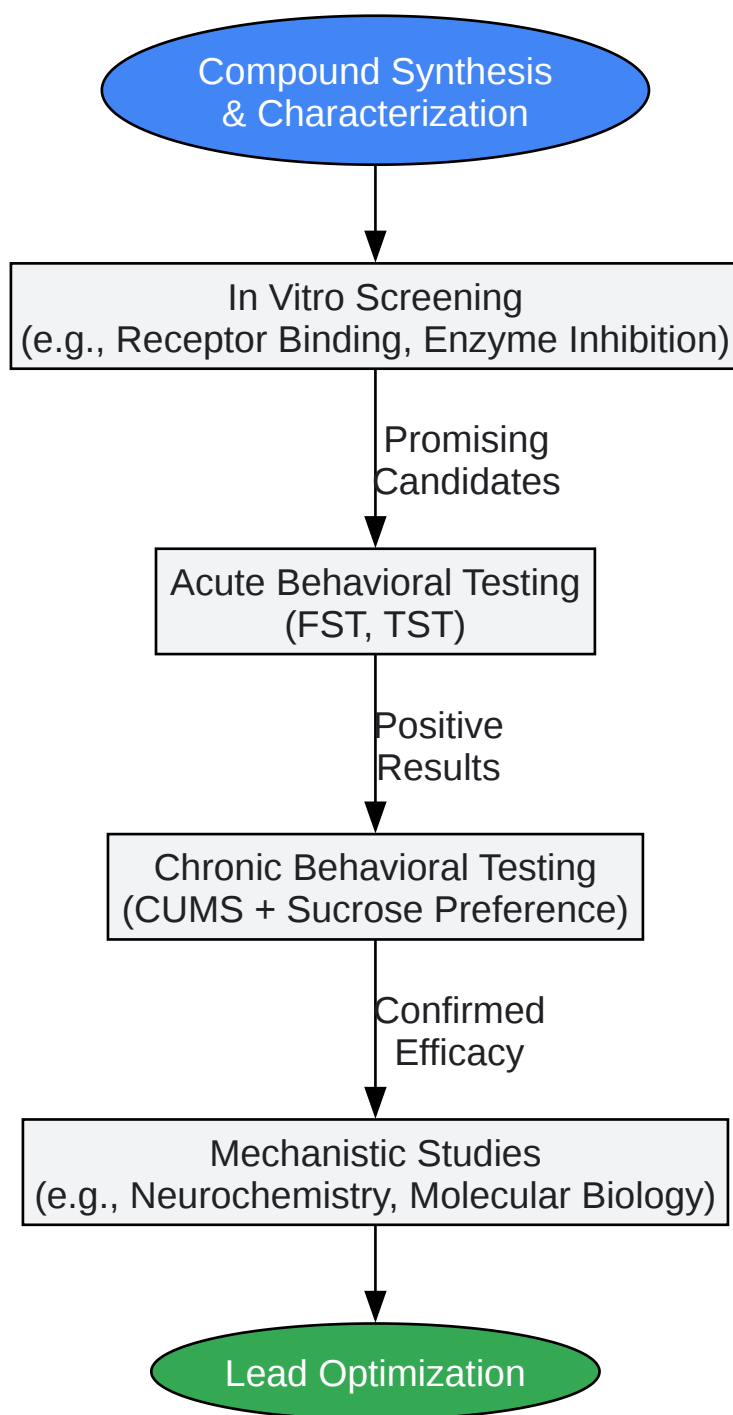 Compound Synthesis
& Characterization
In Vitro Screening
(e.g., Receptor Binding, Enzyme Inhibition)
Promising
Candidates
Acute Behavioral Testing
(FST, TST)
Positive
Results
Chronic Behavioral Testing
(CUMS + Sucrose Preference)
Confirmed
Efficacy
Mechanistic Studies
(e.g., Neurochemistry, Molecular Biology)
Lead Optimization